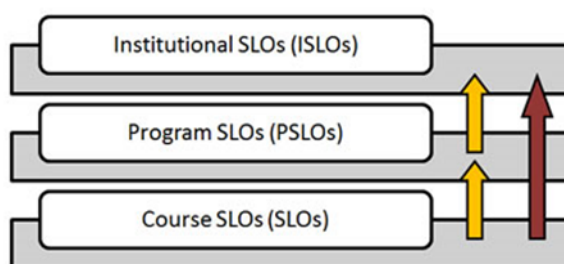 Institutional SLOs (ISLOs)
Program SLOs (PSLOs)
Course SLOs (SLOs)